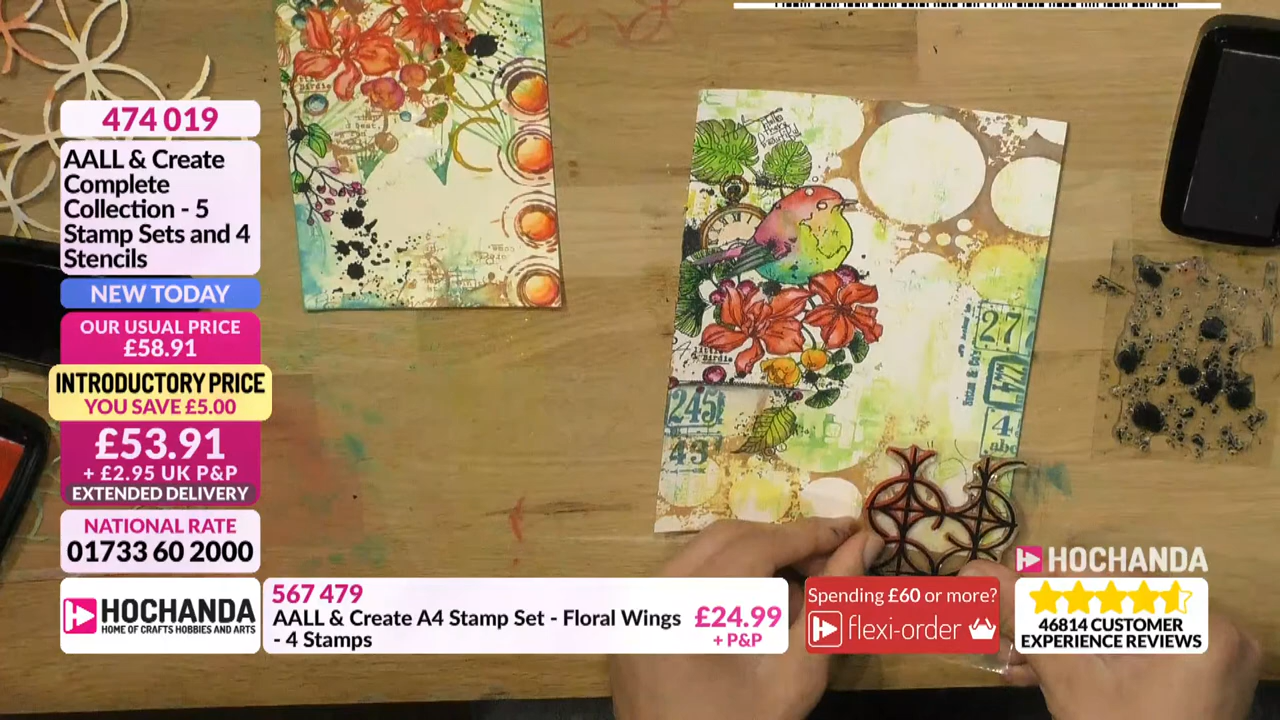 474 019
AALL & Create
Complete
Collection - 5
Stamp Sets and 4
Stencils
NEW TODAY
OUR USUAL PRICE
£58.91
INTRODUCTORY PRICE
YOU SAVE £5.00
£53.91
+ £2.95 UK P&P
EXTENDED DELIVERY
NATIONAL RATE
01733 60 2000
HOCHANDA
HOME OF CRAFTS HOBBIES AND ARTS
567 479
AALL & Create A4 Stamp Set - Floral Wings
- 4 Stamps
£24.99
+ P&P
Spending £60 or more?
flexi-order
HOCHANDA
46814 CUSTOMER
EXPERIENCE REVIEWS
27
4
abc
245
43
birdie